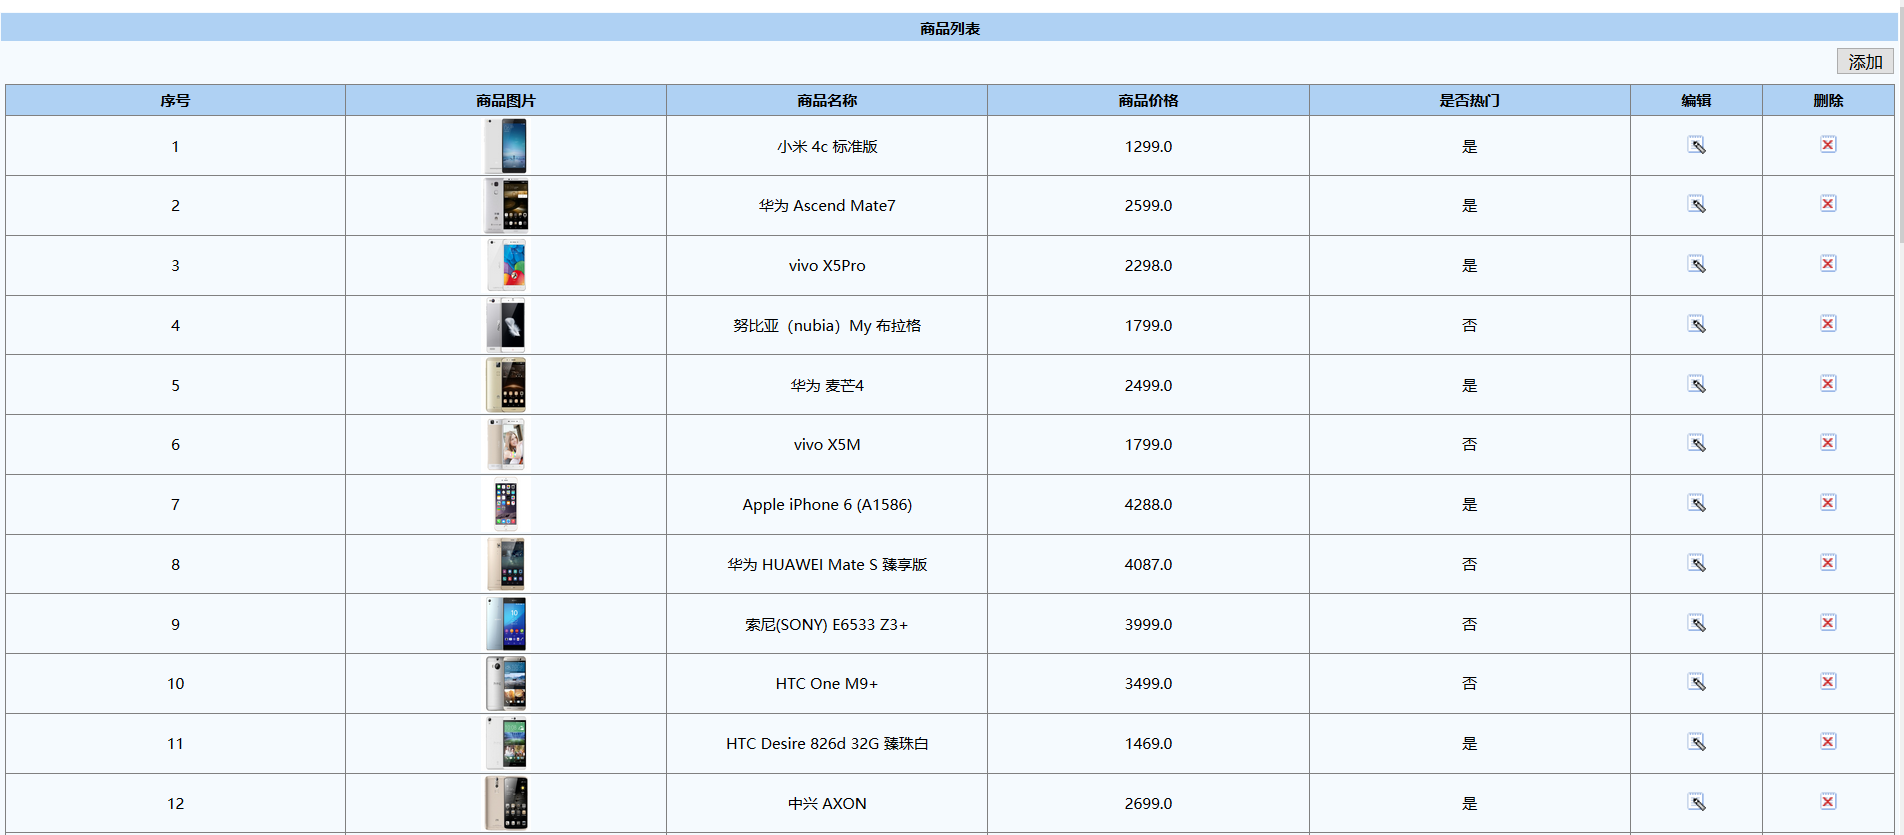 商品列表
添加
序号 商品图片 商品名称 商品价格 是否热门 编辑 删除
1 小米 4c 标准版 1299.0 是
2 华为 Ascend Mate7 2599.0 是
3 vivo X5Pro 2298.0 是
4 努比亚（nubia）My 布拉格 1799.0 否
5 华为 麦芒4 2499.0 是
6 vivo X5M 1799.0 否
7 Apple iPhone 6 (A1586) 4288.0 是
8 华为 HUAWEI Mate S 臻享版 4087.0 否
9 索尼(SONY) E6533 Z3+ 3999.0 否
10 HTC One M9+ 3499.0 否
11 HTC Desire 826d 32G 臻珠白 1469.0 是
12 中兴 AXON 2699.0 是